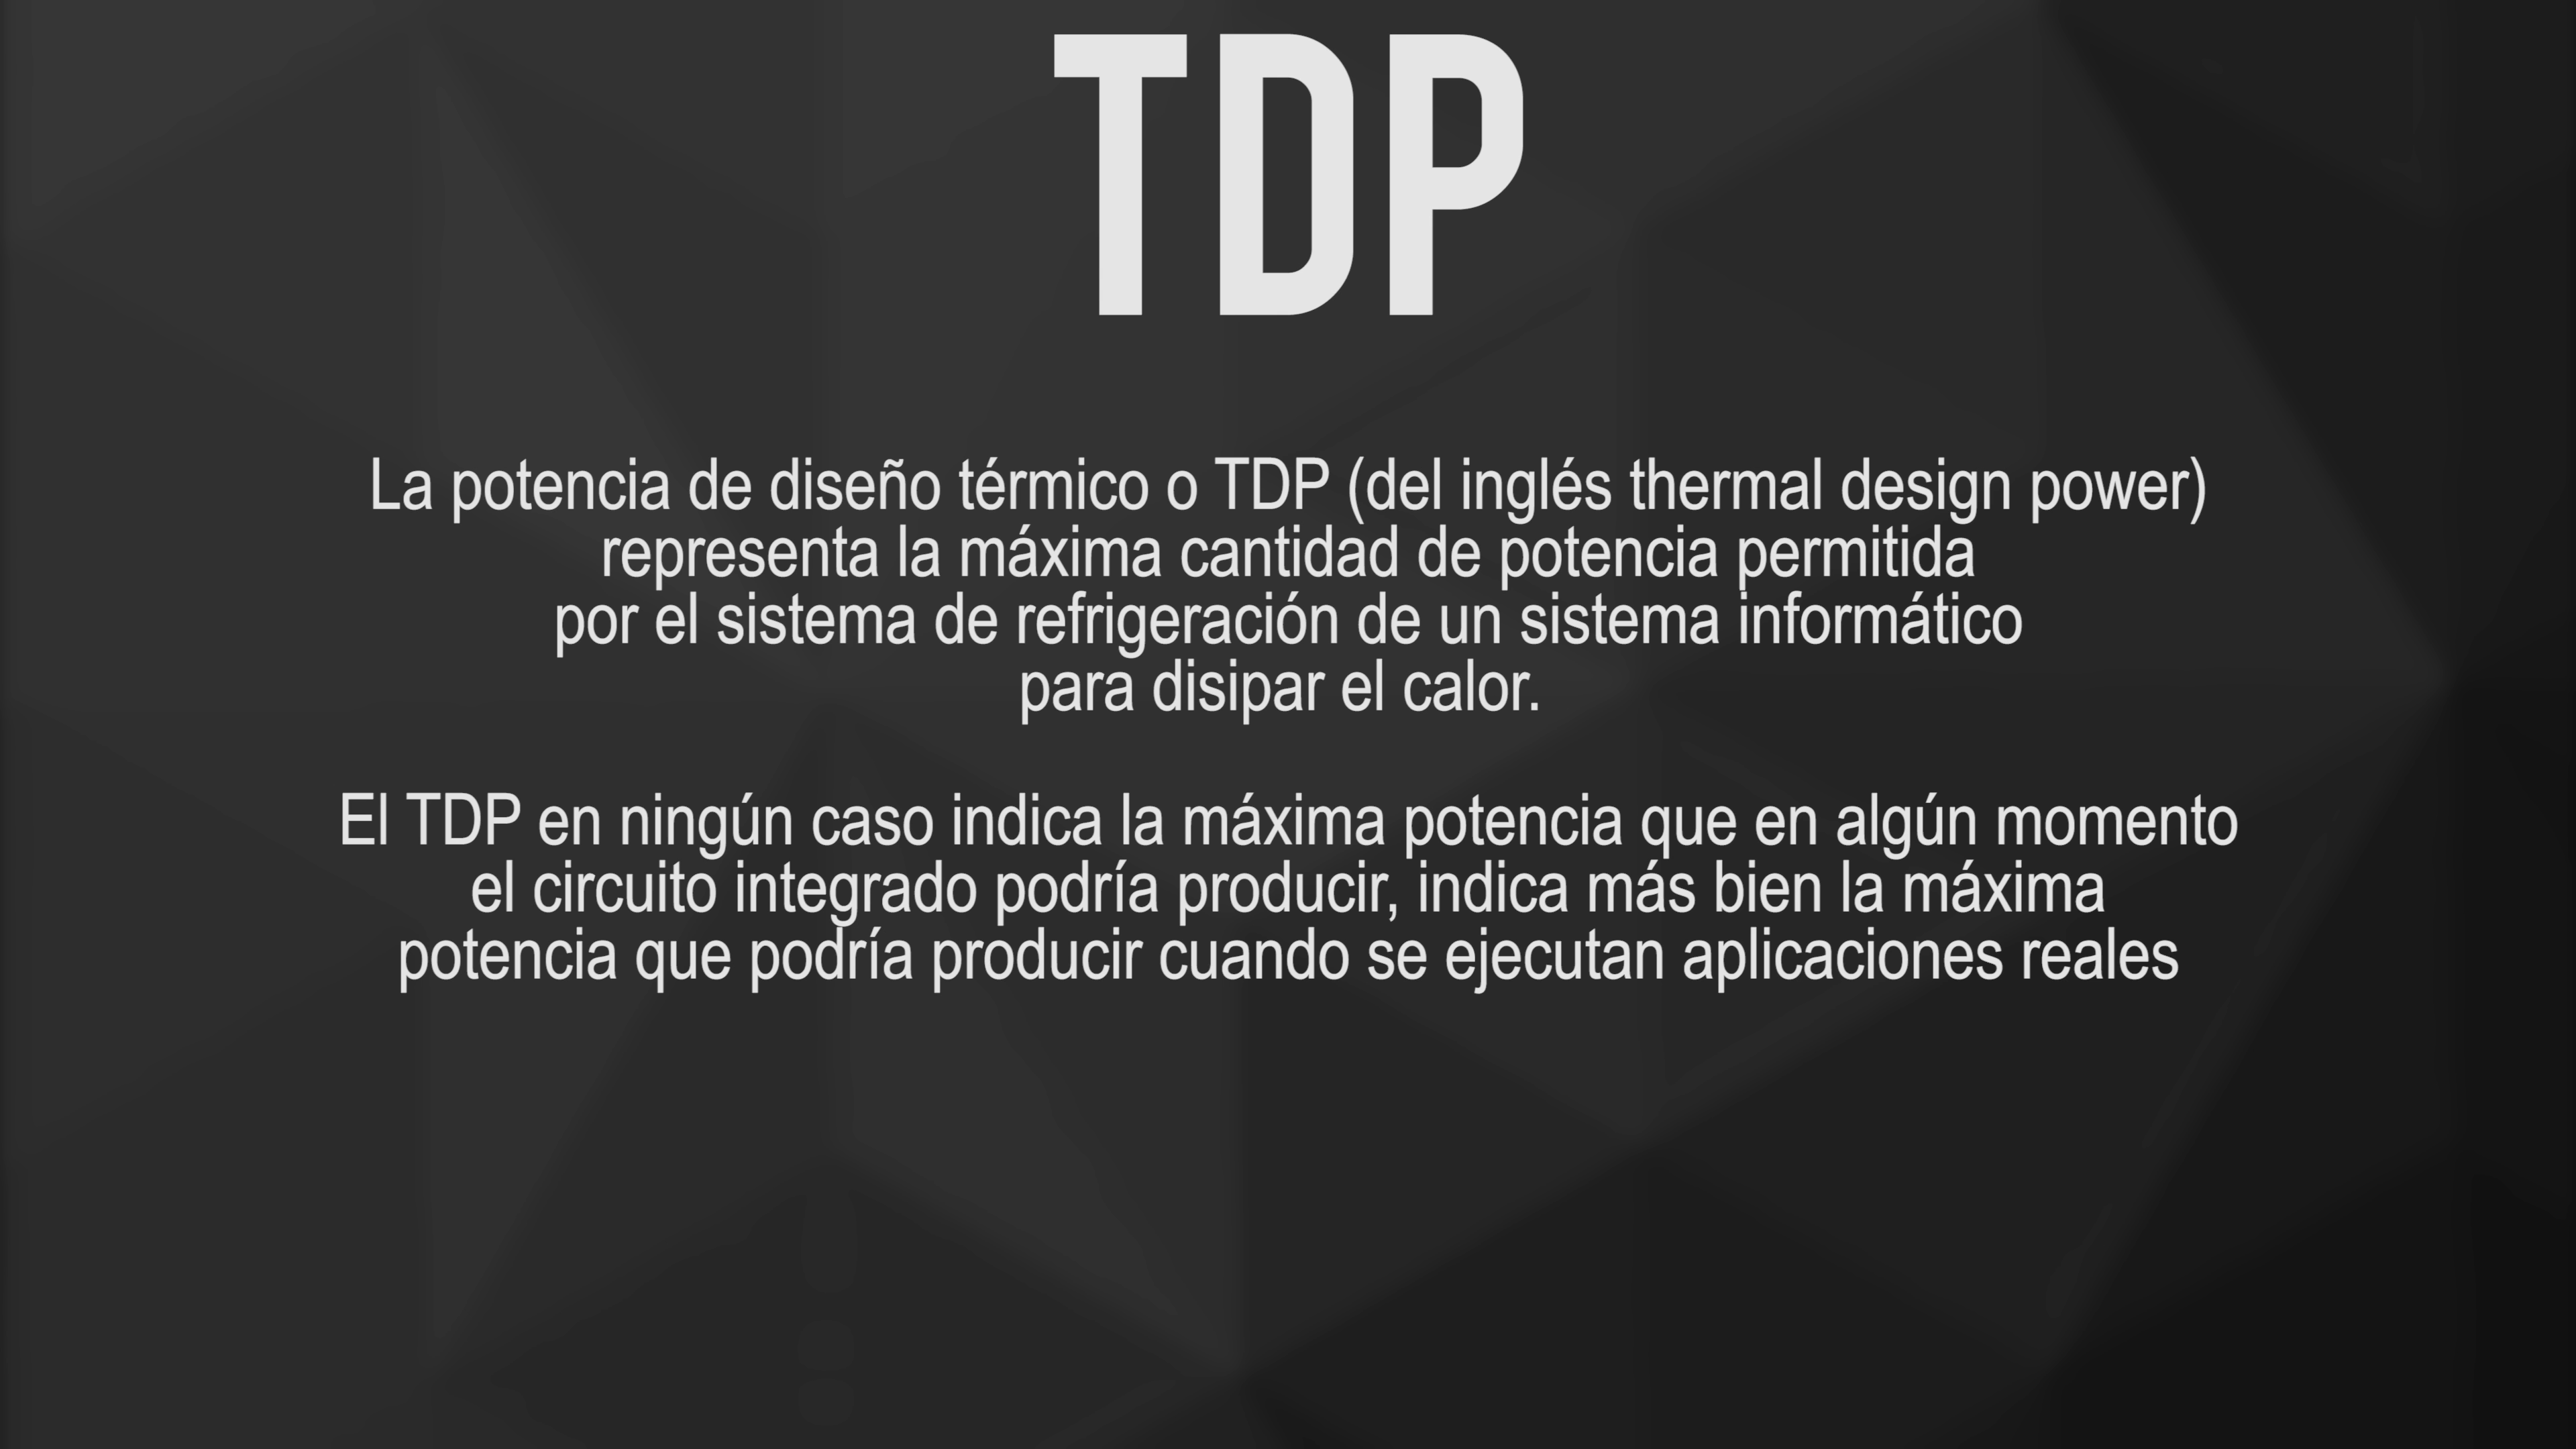 TDP
La potencia de diseño térmico o TDP (del inglés thermal design power)
representa la máxima cantidad de potencia permitida
por el sistema de refrigeración de un sistema informático
para disipar el calor.
El TDP en ningún caso indica la máxima potencia que en algún momento
el circuito integrado podría producir, indica más bien la máxima
potencia que podría producir cuando se ejecutan aplicaciones reales